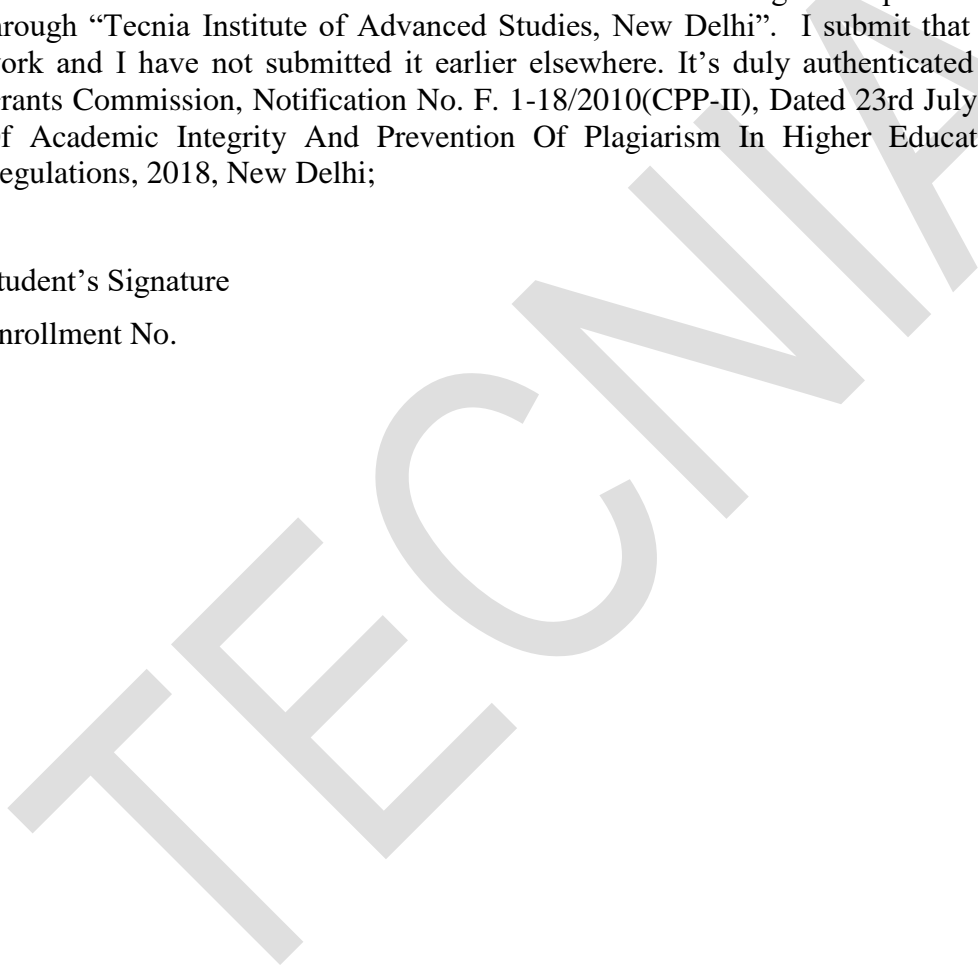 through “Tecnia Institute of Advanced Studies, New Delhi”. I submit that
work and I have not submitted it earlier elsewhere. It’s duly authenticated
Grants Commission, Notification No. F. 1-18/2010(CPP-II), Dated 23rd July
Of Academic Integrity And Prevention Of Plagiarism In Higher
Regulations, 2018, New Delhi;
Student’s Signature
Enrollment No.
TECNIA